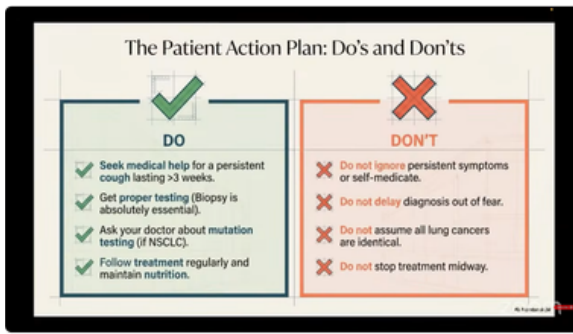 The Patient Action Plan: Do's and Don'ts
DO
Seek medical help for a persistent
cough lasting >3 weeks.
Get proper testing (Biopsy is
absolutely essential).
Ask your doctor about mutation
testing (if NSCLC).
Follow treatment regularly and
maintain nutrition.
DON'T
Do not ignore persistent symptoms
or self-medicate.
Do not delay diagnosis out of fear.
Do not assume all lung cancers
are identical.
Do not stop treatment midway.